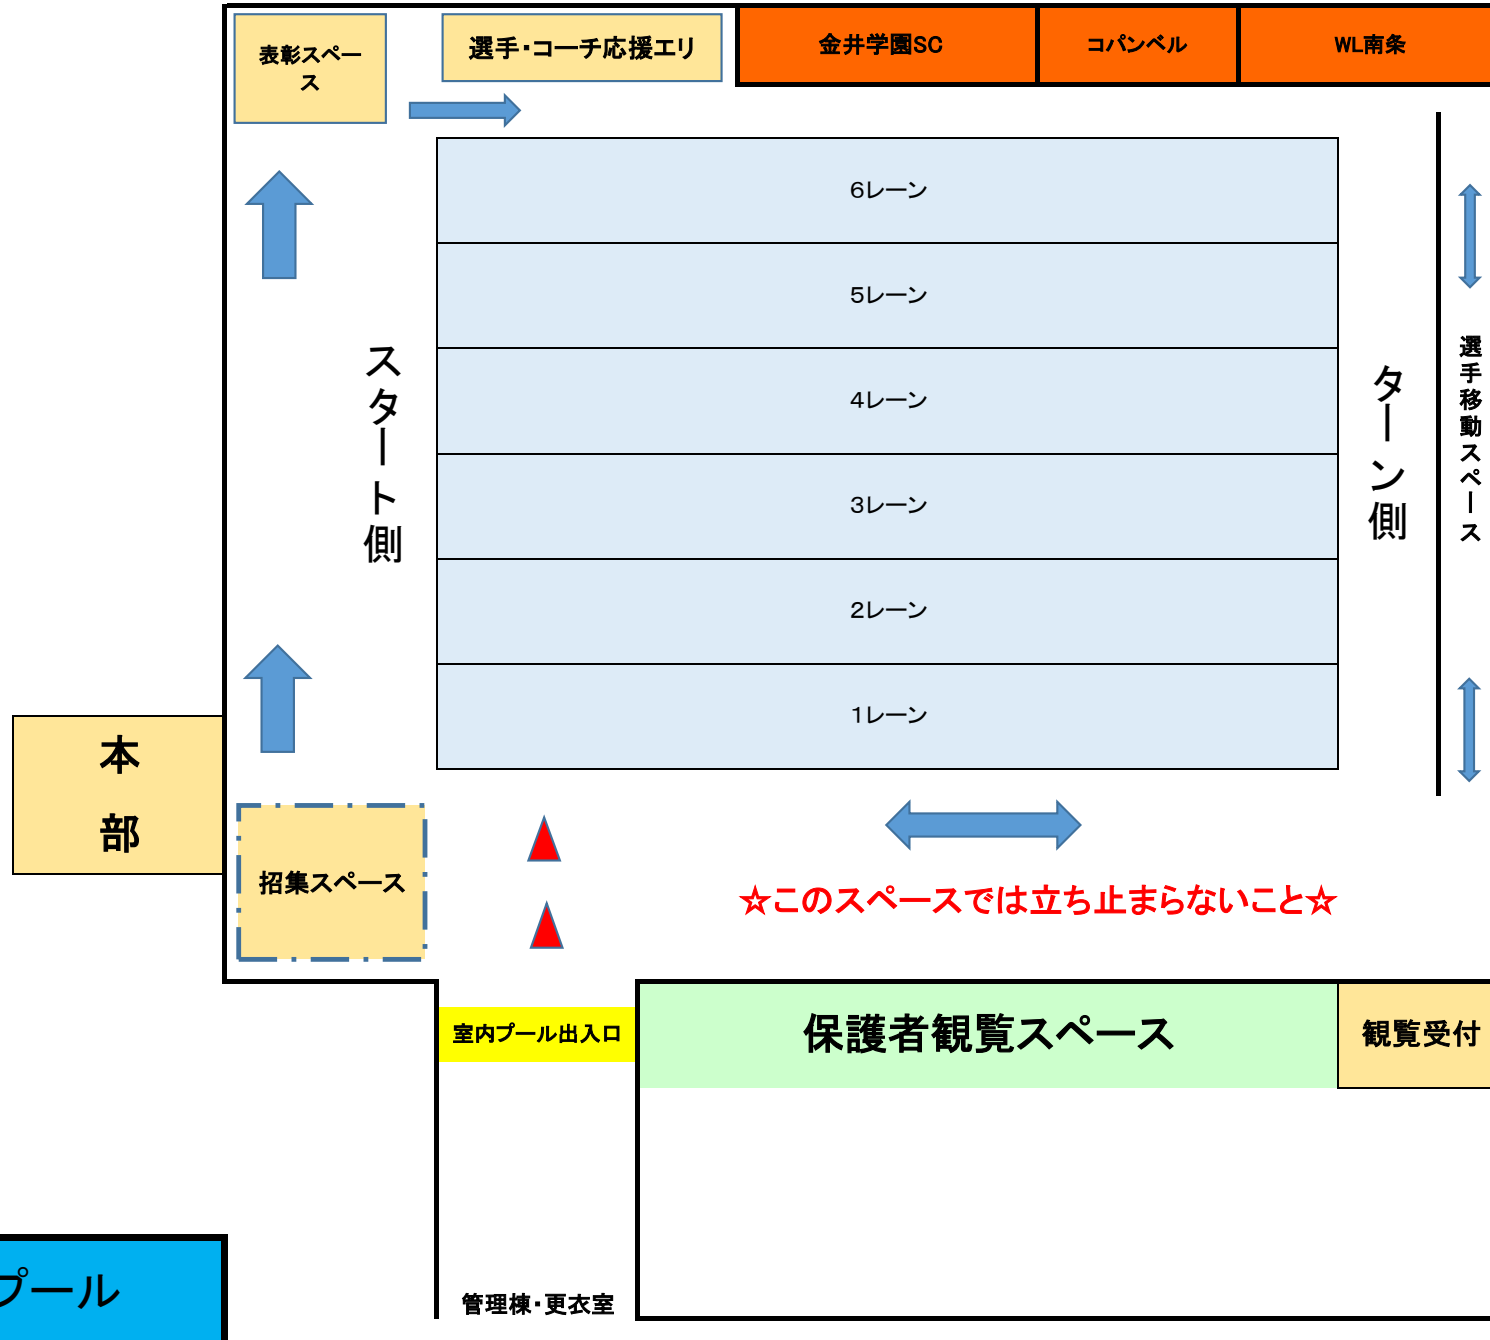 表彰スペー
ス
選手・コーチ応援エリ
金井学園SC
コパンベル
WL南条
6レーン
5レーン
4レーン
3レーン
2レーン
1レーン
スタート側
ターン側
選手移動スペース
本
部
招集スペース
☆このスペースでは立ち止まらないこと☆
室内プール出入口
保護者観覧スペース
観覧受付
プール
管理棟・更衣室